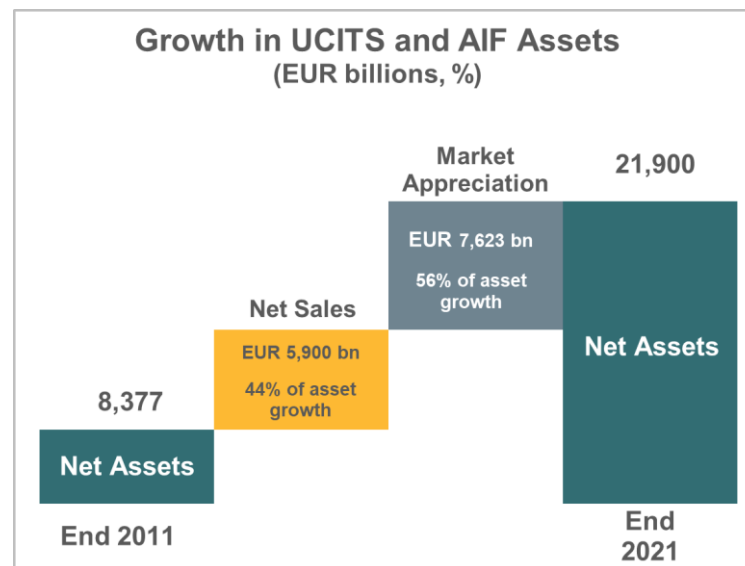 Growth in UCITS and AIF Assets
(EUR billions, %)
Market
Appreciation
21,900
EUR 7,623 bn
56% of asset
growth
Net Sales
EUR 5,900 bn
44% of asset
growth
Net Assets
8,377
Net Assets
End 2011
End
2021